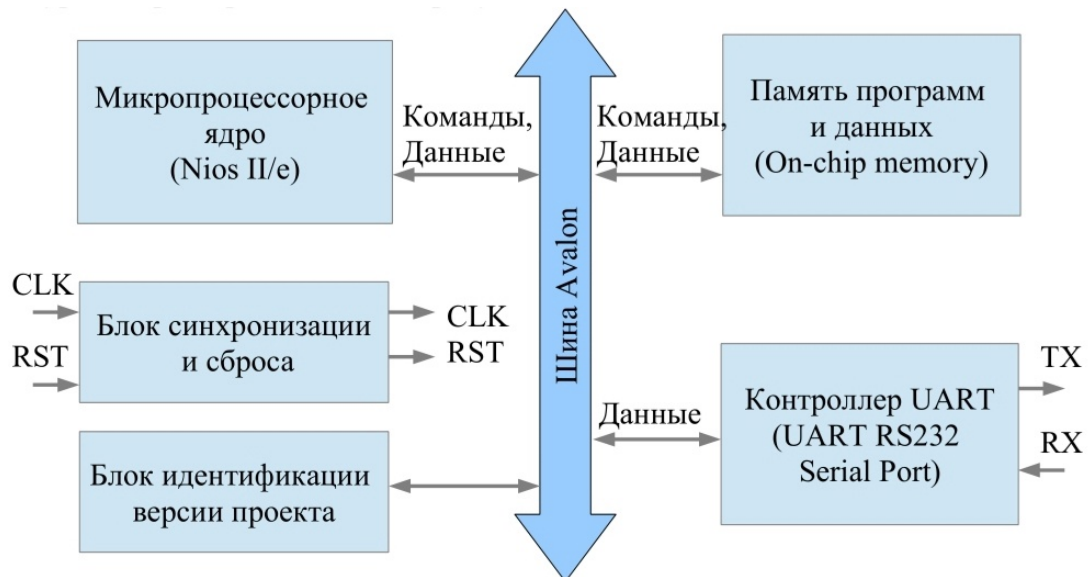 Микропроцессорное
ядро
(Nios II/e)
Команды,
Данные
Шина Avalon
Команды,
Данные
Память программ
и данных
(On-chip memory)
CLK
RST
Блок синхронизации
и сброса
CLK
RST
Блок идентификации
версии проекта
Данные
Контроллер UART
(UART RS232
Serial Port)
TX
RX